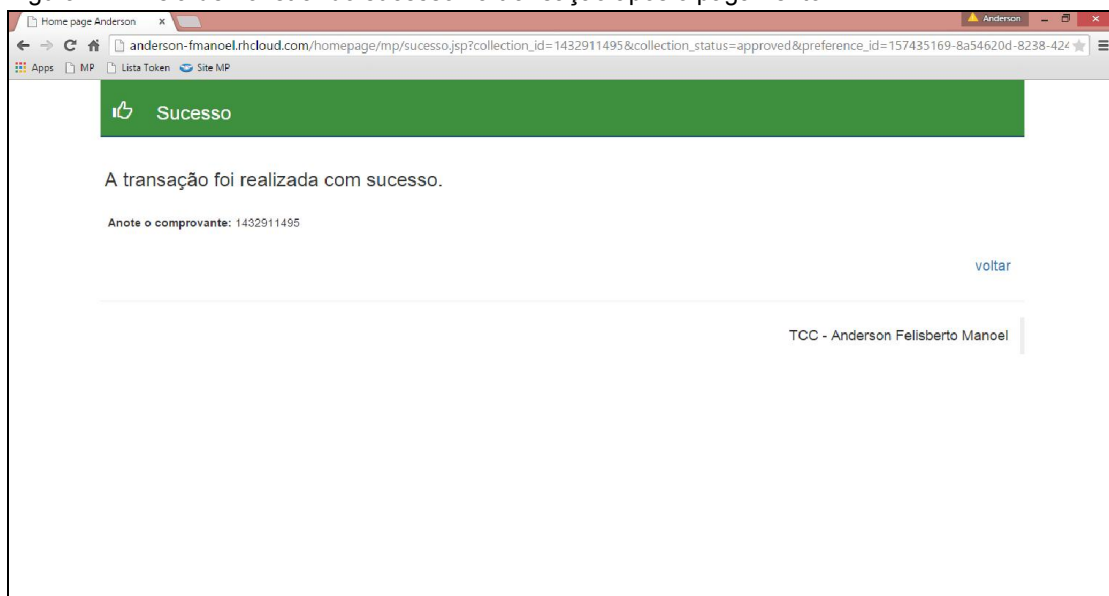 Home page Anderson
Anderson
anderson-fmanoel.rhcloud.com/homepage/mp/sucesso.jsp?collection_id=1432911495&collection_status=approved&preference_id=157435169-8a54620d-8238-424
Apps MP Lista Token Site MP
Sucesso
A transação foi realizada com sucesso.
Anote o comprovante: 1432911495
voltar
TCC - Anderson Felisberto Manoel